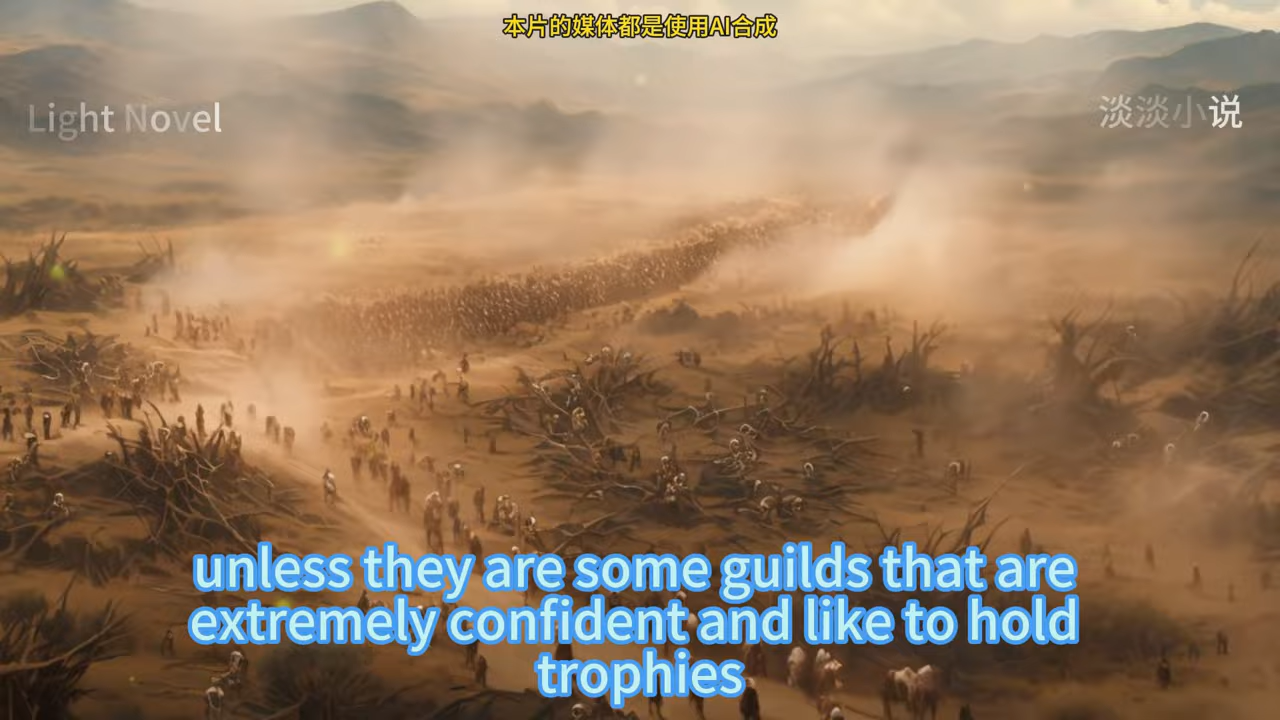 本片的媒体都是使用AI合成
Light Novel
淡淡小说
unless they are some guilds that are
extremely confident and like to hold
trophies